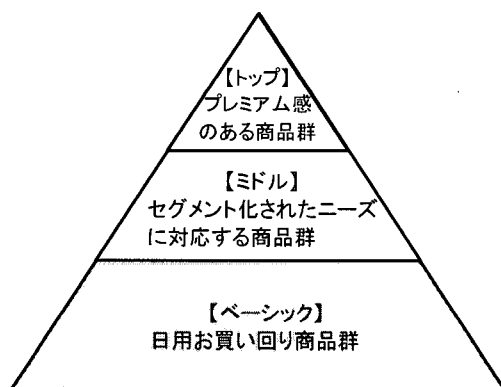 【トップ】
プレミアム感
のある商品群
【ミドル】
セグメント化されたニーズ
に対応する商品群
【ベーシック】
日用お買い回り商品群